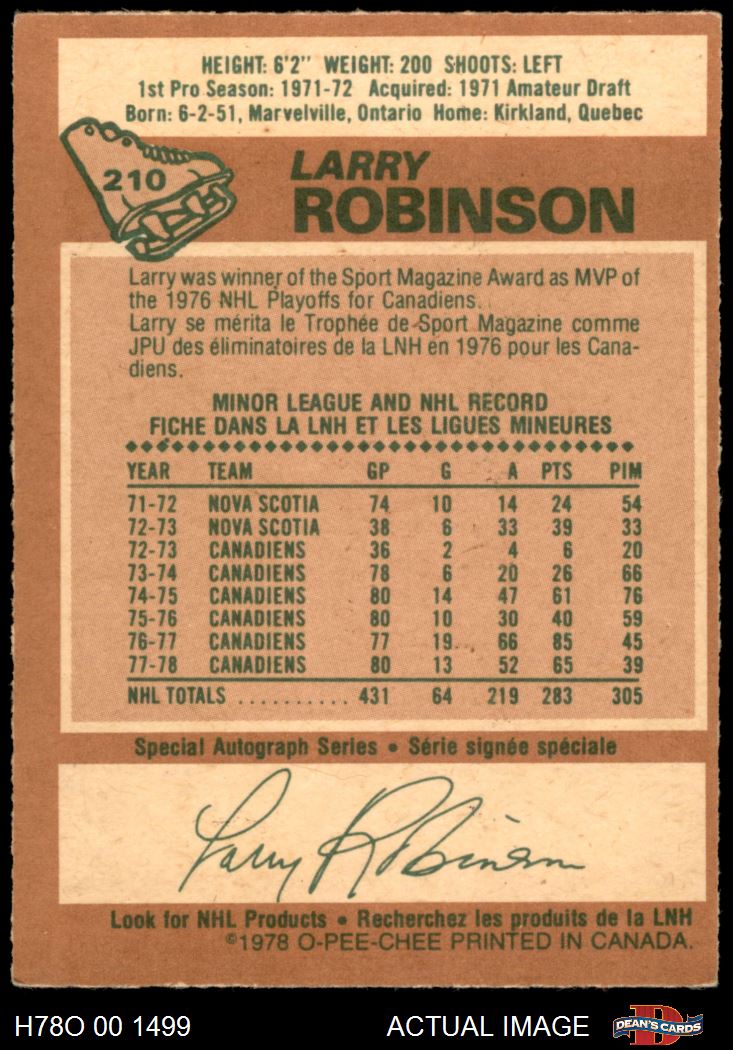 HEIGHT: 6'2" WEIGHT: 200 SHOOTS: LEFT
1st Pro Season: 1971-72 Acquired: 1971 Amateur Draft
Born: 6-2-51, Marvelville, Ontario Home: Kirkland, Quebec
210
LARRY
ROBINSON
Larry was winner of the Sport Magazine Award as MVP of
the 1976 NHL Playoffs for Canadiens.
Larry se mérita le Trophée de Sport Magazine comme
JPU des éliminatoires de la LNH en 1976 pour les Cana-
diens.
MINOR LEAGUE AND NHL RECORD
FICHE DANS LA LNH ET LES LIGUES MINEURES
YEAR TEAM GP G A PTS PIM
71-72 NOVA SCOTIA 74 10 14 24 54
72-73 NOVA SCOTIA 38 6 33 39 33
72-73 CANADIENS 36 2 4 6 20
73-74 CANADIENS 78 6 20 26 66
74-75 CANADIENS 80 14 47 61 76
75-76 CANADIENS 80 10 30 40 59
76-77 CANADIENS 77 19 66 85 45
77-78 CANADIENS 80 13 52 65 39
NHL TOTALS .......... 431 64 219 283 305
Special Autograph Series • Série signée spéciale
Larry Robinson
Look for NHL Products • Recherchez les produits de la LNH
©1978 O-PEE-CHEE PRINTED IN CANADA.
H78O 00 1499 ACTUAL IMAGE D DEAN'S CARDS